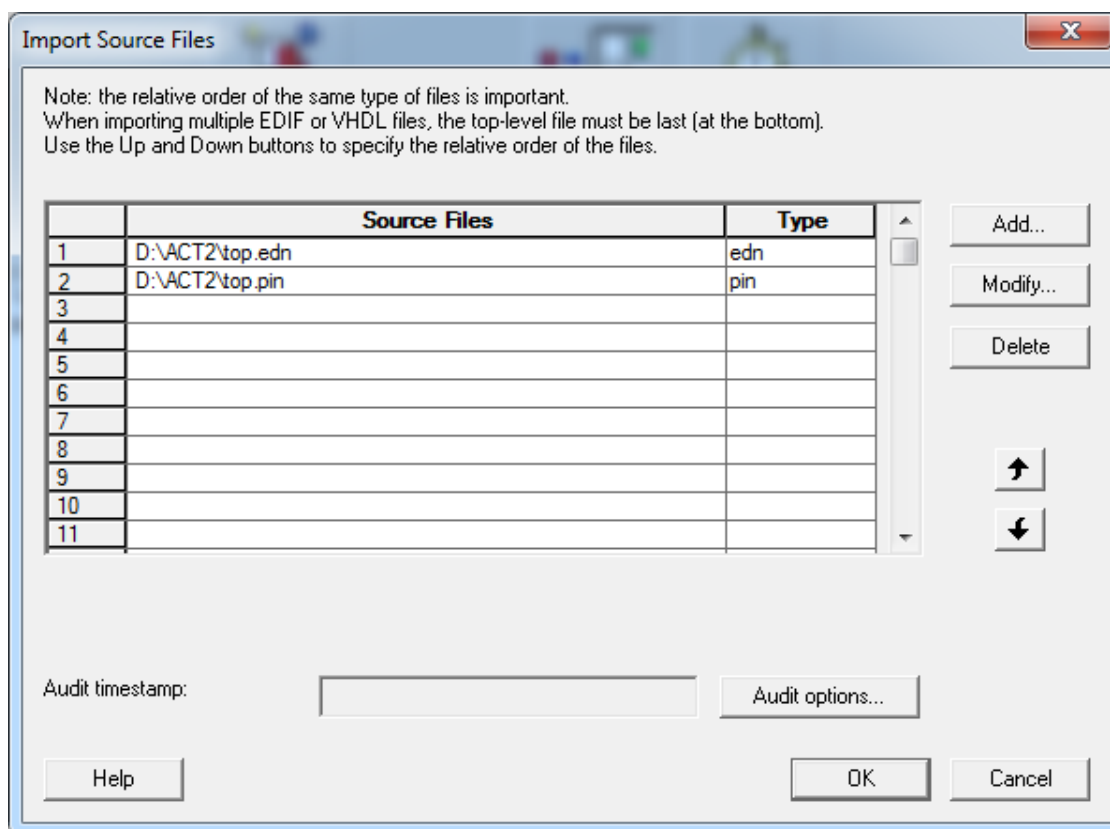 Import Source Files
Note: the relative order of the same type of files is important.
When importing multiple EDIF or VHDL files, the top-level file must be last (at the bottom).
Use the Up and Down buttons to specify the relative order of the files.
Source Files Type
1 D:\ACT2\top.edn edn
2 D:\ACT2\top.pin pin
3
4
5
6
7
8
9
10
11
Add...
Modify...
Delete
Audit timestamp:
Audit options...
Help
OK
Cancel